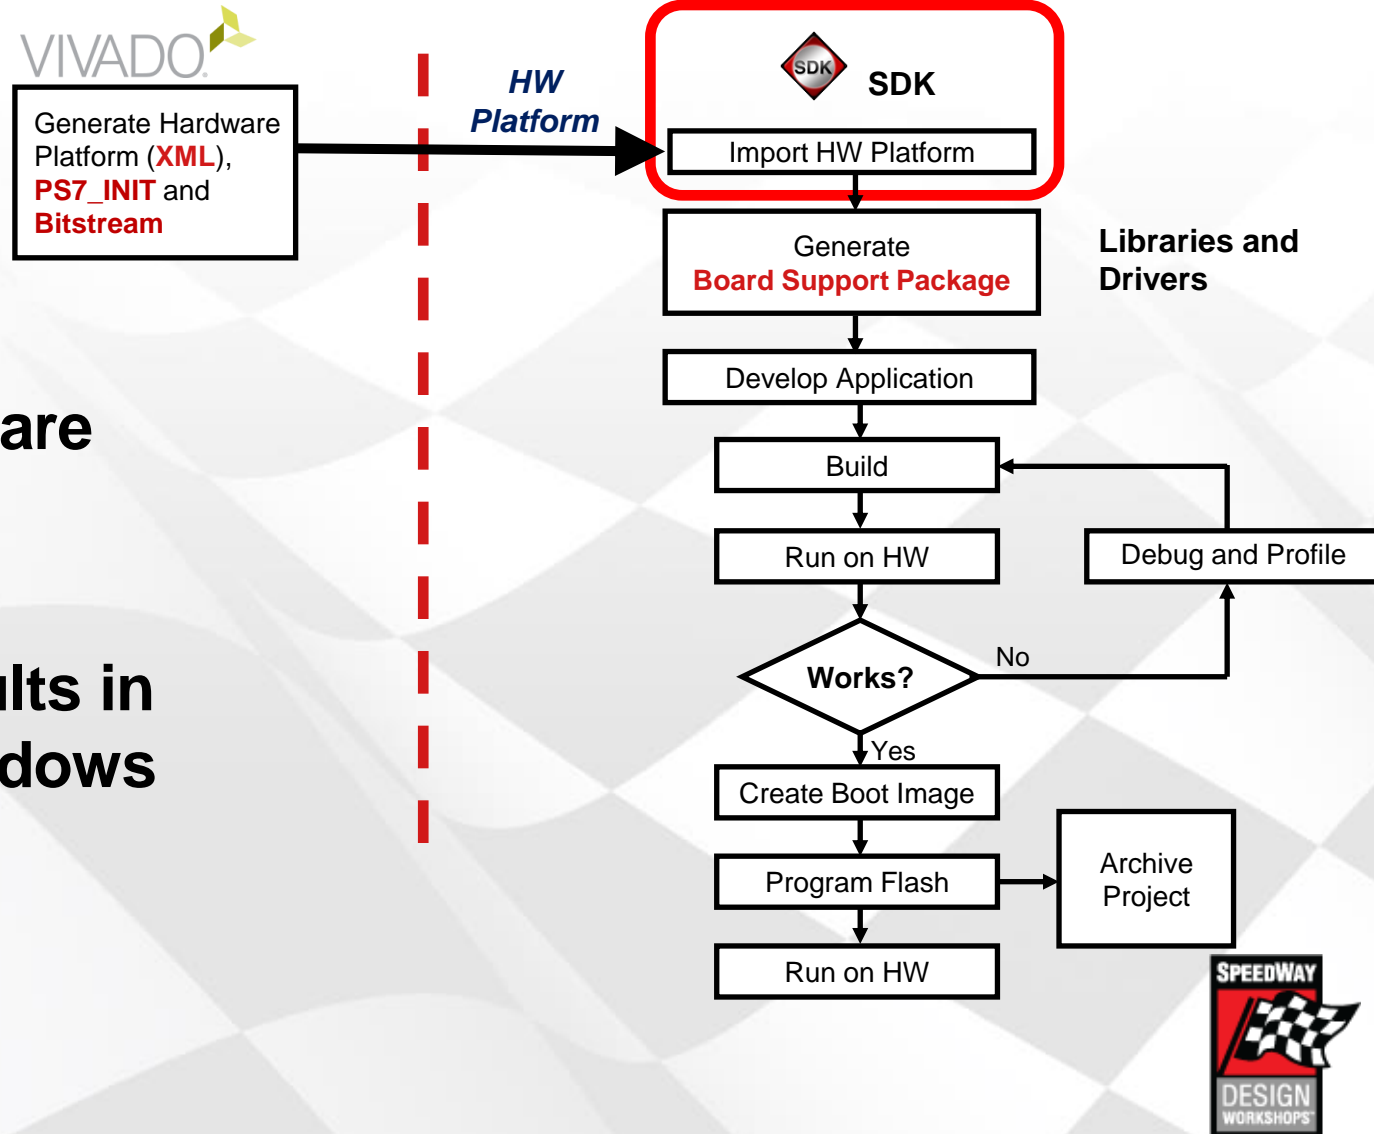 VIVADO.
Generate Hardware
Platform (XML),
PS7_INIT and
Bitstream
HW
Platform
SDK
SDK
Import HW Platform
Generate
Board Support Package
Libraries and
Drivers
Develop Application
are
Build
Run on HW
Debug and Profile
Works?
No
Yes
ults in
dows
Create Boot Image
Program Flash
Archive
Project
Run on HW
SPEEDWAY
DESIGN
WORKSHOPS™